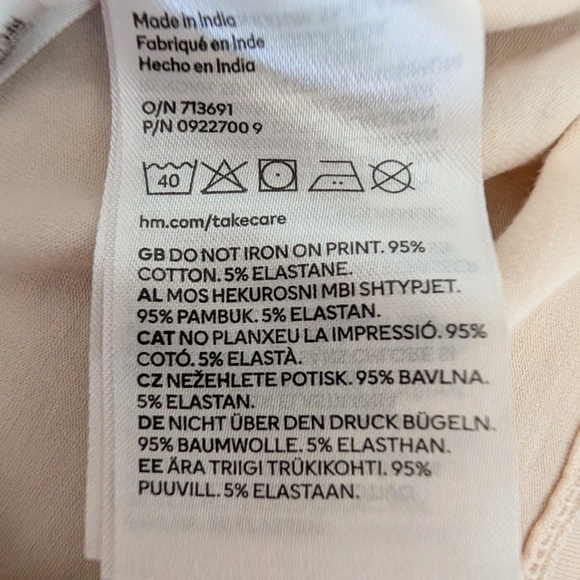 Made in India
Fabriqué en Inde
Hecho en India
O/N 713691
P/N 0922700 9
40
hm.com/takecare
GB DO NOT IRON ON PRINT. 95%
COTTON. 5% ELASTANE.
AL MOS HEKUROSNI MBI SHTYPJET.
95% PAMBUK. 5% ELASTAN.
CAT NO PLANXEU LA IMPRESSIÓ. 95%
COTÓ. 5% ELASTÀ.
CZ NEŽEHLETE POTISK. 95% BAVLNA.
5% ELASTAN.
DE NICHT ÜBER DEN DRUCK BÜGELN.
95% BAUMWOLLE. 5% ELASTHAN.
EE ÄRA TRIIGI TRÜKIKOHTI. 95%
PUUVILL. 5% ELASTAAN.